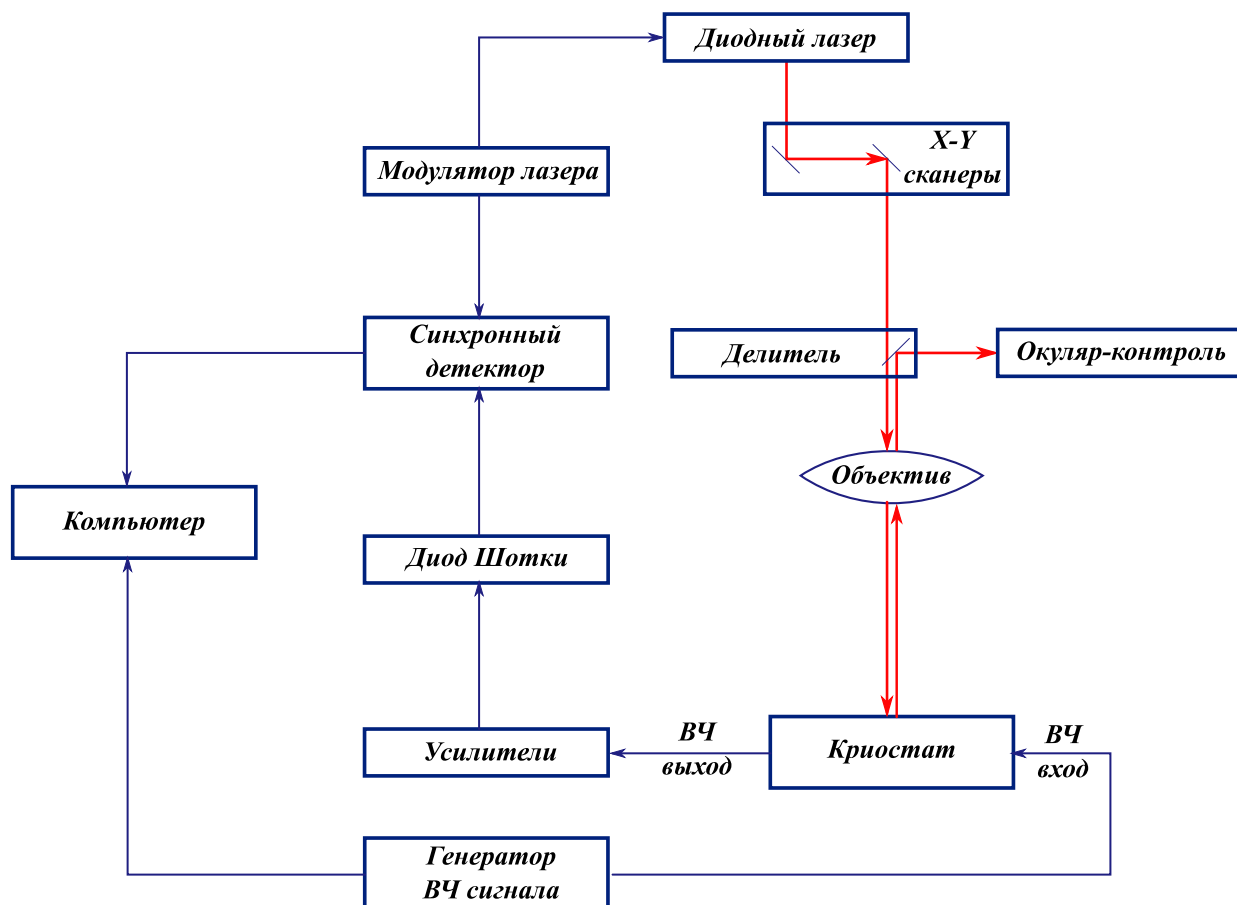 Диодный лазер
X-Y
сканеры
Модулятор лазера
Синхронный
детектор
Делитель
Окуляр-контроль
Объектив
Компьютер
Диод Шотки
Усилители
ВЧ
выход
Криостат
ВЧ
вход
Генератор
ВЧ сигнала